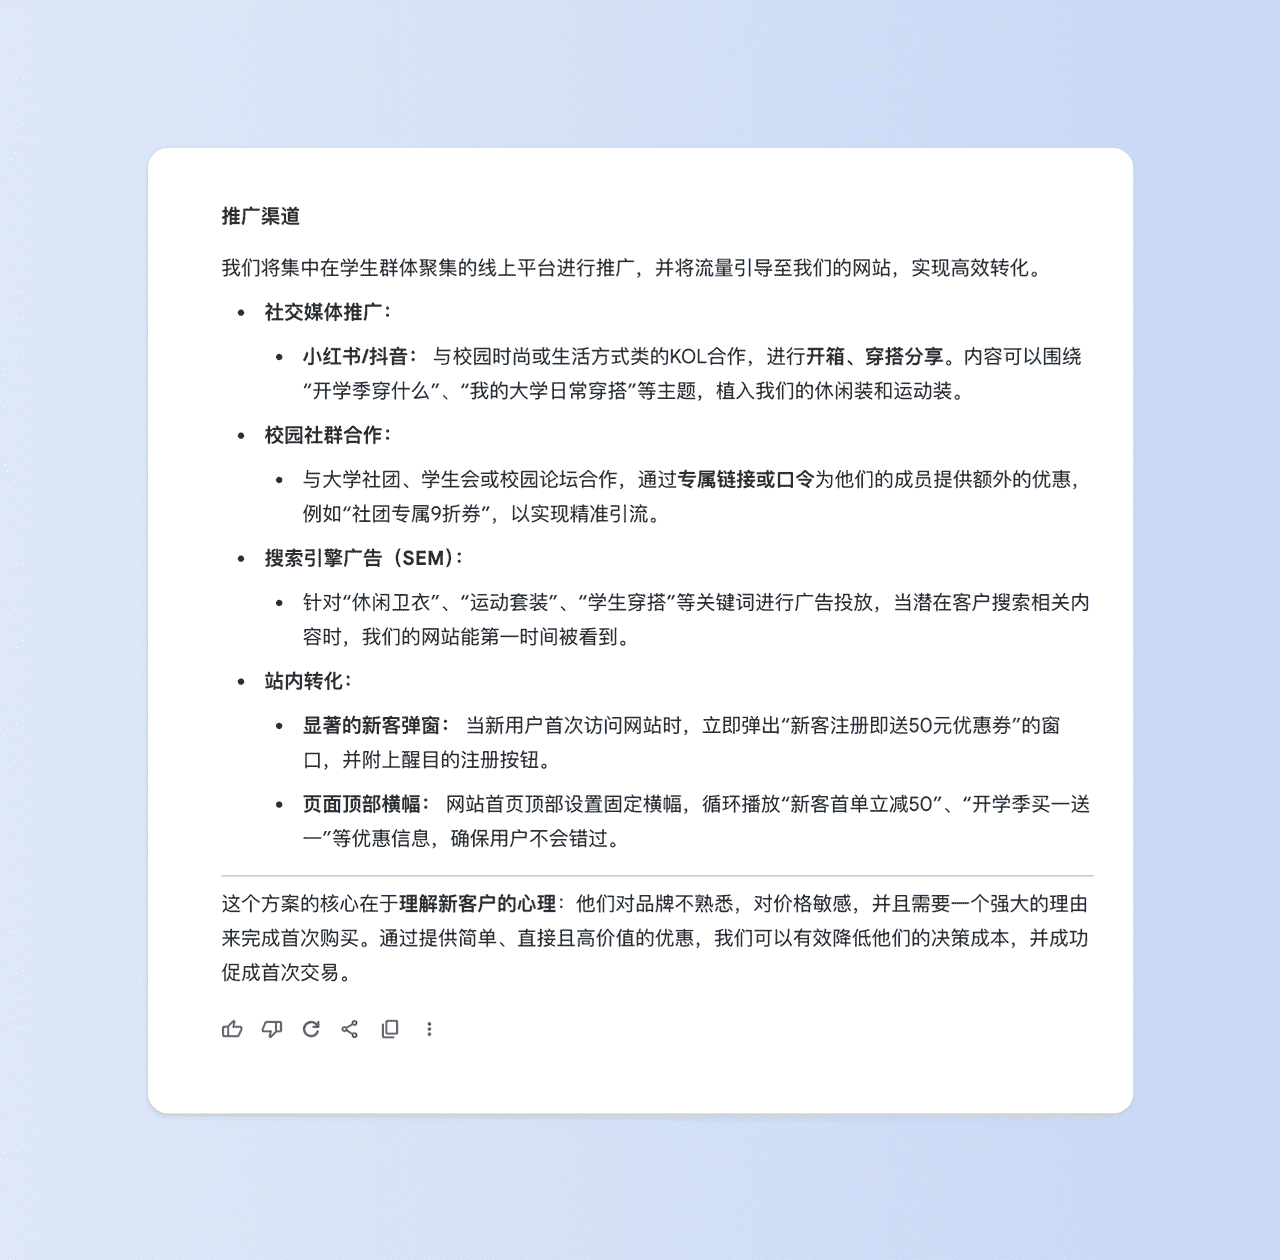 推广渠道
我们将集中在学生群体聚集的线上平台进行推广，并将流量引导至我们的网站，实现高效转化。
• 社交媒体推广：
• 小红书/抖音： 与校园时尚或生活方式类的KOL合作，进行开箱、穿搭分享。内容可以围绕
“开学季穿什么”、“我的大学日常穿搭”等主题，植入我们的休闲装和运动装。
• 校园社群合作：
• 与大学社团、学生会或校园论坛合作，通过专属链接或口令为他们的成员提供额外的优惠，
例如“社团专属9折券”，以实现精准引流。
• 搜索引擎广告（SEM）：
• 针对“休闲卫衣”、“运动套装”、“学生穿搭”等关键词进行广告投放，当潜在客户搜索相关内
容时，我们的网站能第一时间被看到。
• 站内转化：
• 显著的新客弹窗： 当新用户首次访问网站时，立即弹出“新客注册即送50元优惠券”的窗
口，并附上醒目的注册按钮。
• 页面顶部横幅： 网站首页顶部设置固定横幅，循环播放“新客首单立减50”、“开学季买一送
一”等优惠信息，确保用户不会错过。
这个方案的核心在于理解新客户的心理：他们对品牌不熟悉，对价格敏感，并且需要一个强大的理由
来完成首次购买。通过提供简单、直接且高价值的优惠，我们可以有效降低他们的决策成本，并成功
促成首次交易。